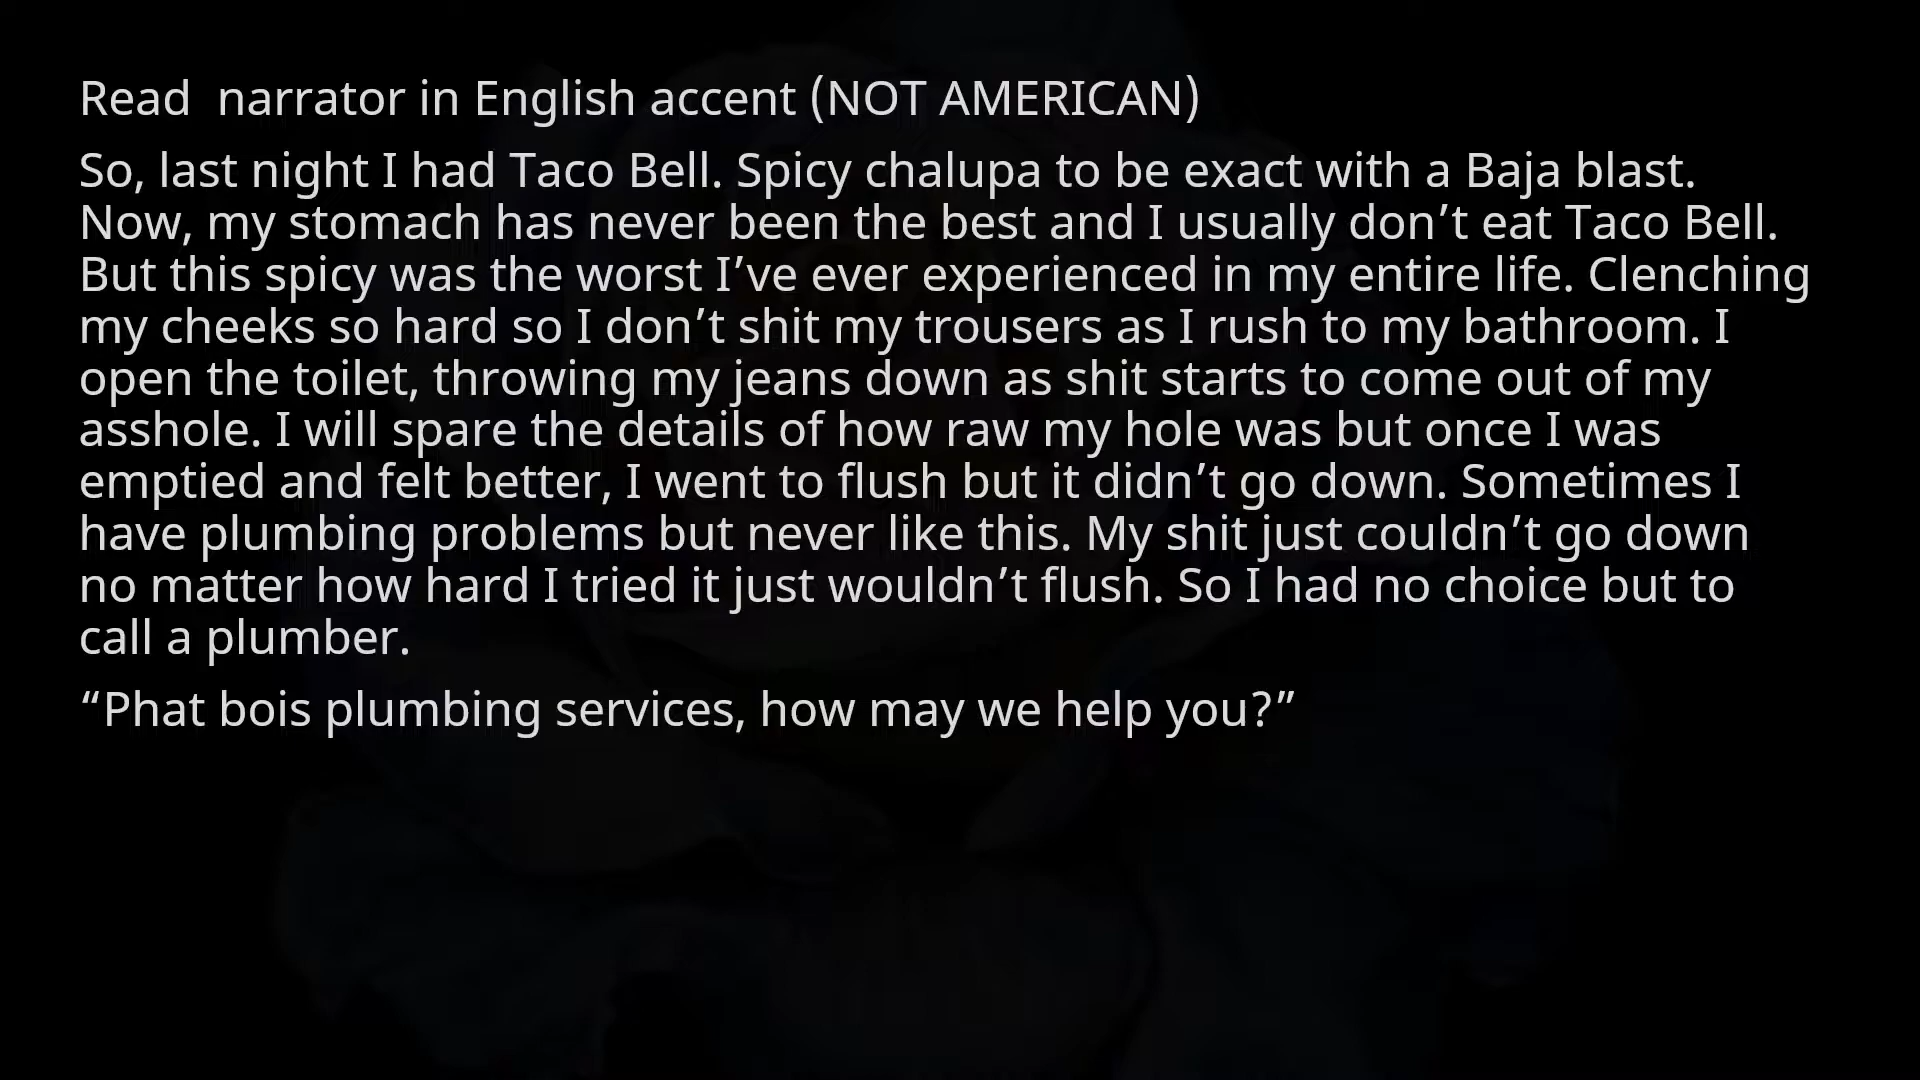 Read  narrator in English accent (NOT AMERICAN)
So, last night I had Taco Bell. Spicy chalupa to be exact with a Baja blast.
Now, my stomach has never been the best and I usually don’t eat Taco Bell.
But this spicy was the worst I’ve ever experienced in my entire life. Clenching
my cheeks so hard so I don’t shit my trousers as I rush to my bathroom. I
open the toilet, throwing my jeans down as shit starts to come out of my
asshole. I will spare the details of how raw my hole was but once I was
emptied and felt better, I went to flush but it didn’t go down. Sometimes I
have plumbing problems but never like this. My shit just couldn’t go down
no matter how hard I tried it just wouldn’t flush. So I had no choice but to
call a plumber.
“Phat bois plumbing services, how may we help you?”